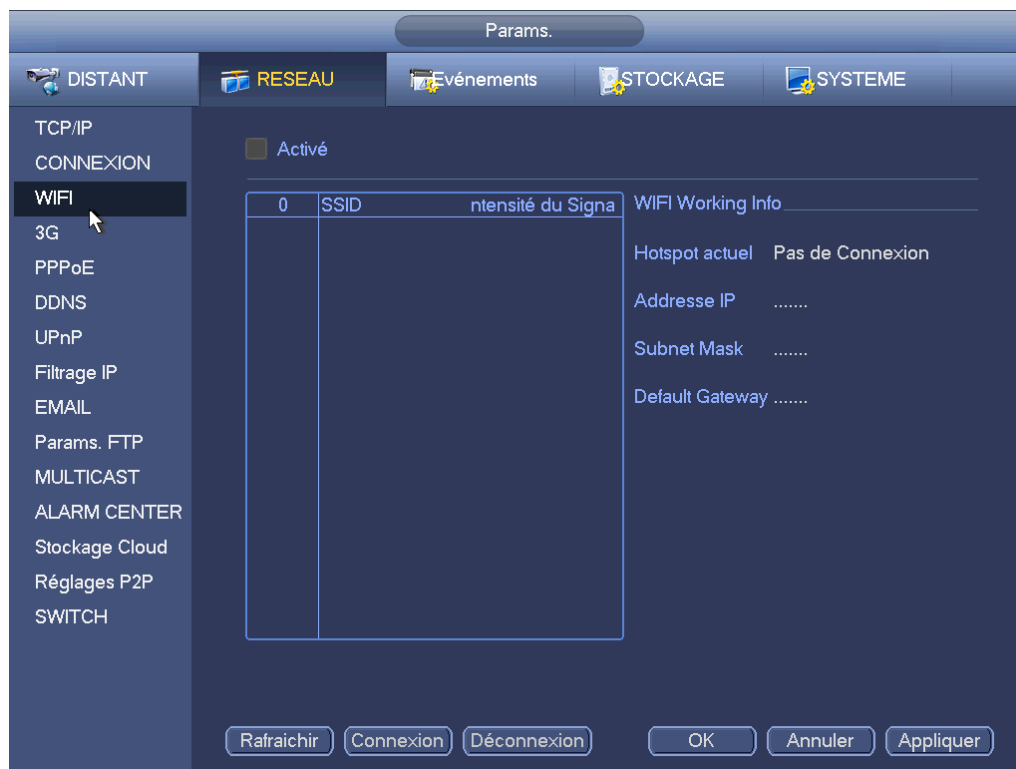 Params.
DISTANT
RESEAU
Evénements
STOCKAGE
SYSTEME
TCP/IP
CONNEXION
WIFI
3G
PPPoE
DDNS
UPnP
Filtrage IP
EMAIL
Params. FTP
MULTICAST
ALARM CENTER
Stockage Cloud
Réglages P2P
SWITCH
Activé
0 SSID ntensité du Signa
WIFI Working Info
Hotspot actuel Pas de Connexion
Addresse IP .......
Subnet Mask .......
Default Gateway .......
Rafraichir Connexion Déconnexion OK Annuler Appliquer